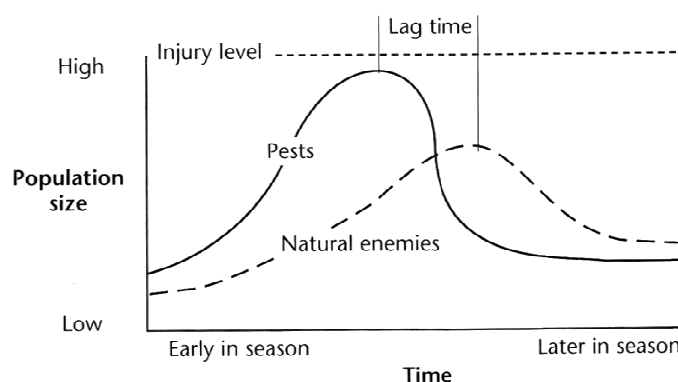 Lag time
High
Injury level
Pests
Population
size
Natural enemies
Low
Early in season
Later in season
Time